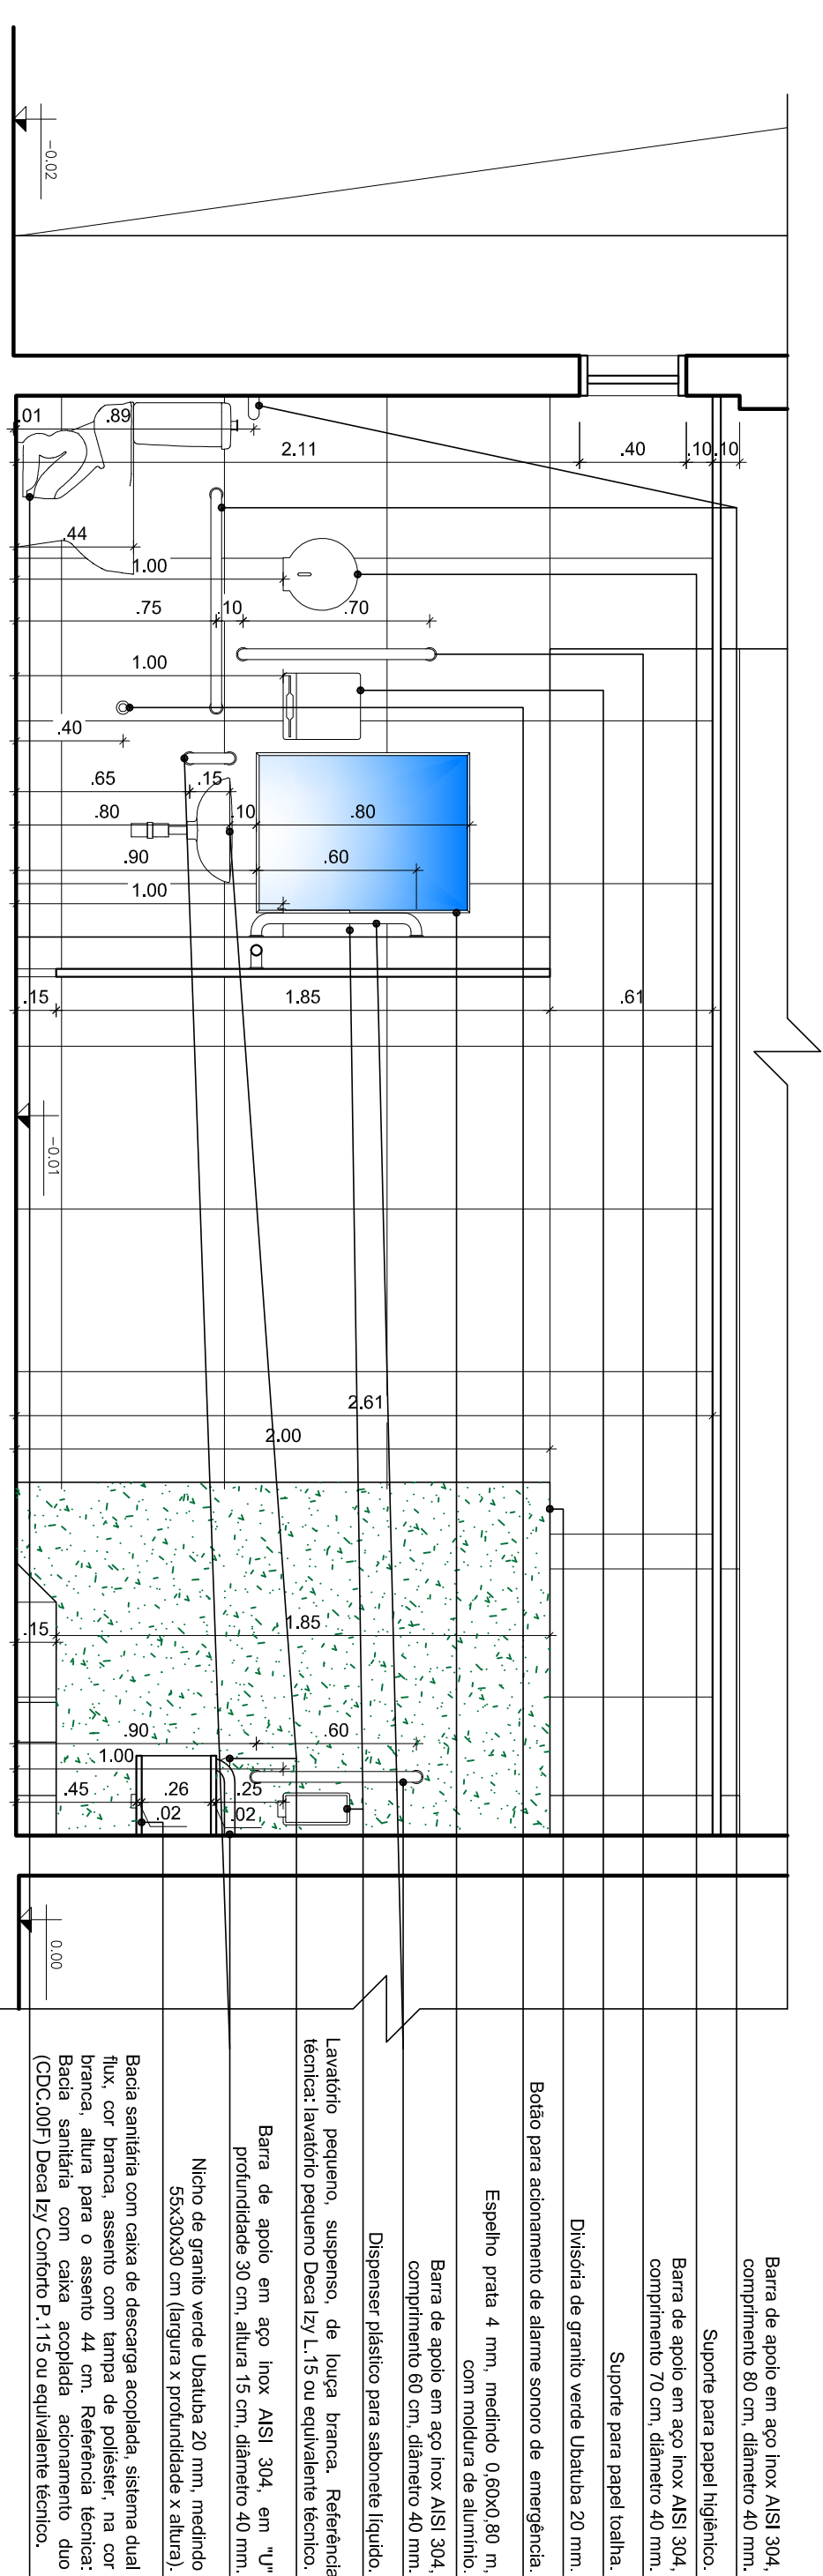 Barra de apoio em aço inox AISI 304,
comprimento 80 cm, diâmetro 40 mm.
Suporte para papel higiênico.
Barra de apoio em aço inox AISI 304,
comprimento 70 cm, diâmetro 40 mm.
Suporte para papel toalha.
Divisória de granito verde Ubatuba 20 mm.
Botão para acionamento de alarme sonoro de emergência.
Espelho prata 4 mm, medindo 0,60x0,80 m,
com moldura de alumínio.
Barra de apoio em aço inox AISI 304,
comprimento 60 cm, diâmetro 40 mm.
Dispenser plástico para sabonete líquido.
Lavatório pequeno, suspenso, de louça branca. Referência
técnica: lavatório pequeno Deca Izy L.15 ou equivalente técnico.
Barra de apoio em aço inox AISI 304, em "U"
profundidade 30 cm, altura 15 cm, diâmetro 40 mm.
Nicho de granito verde Ubatuba 20 mm, medindo
55x30x30 cm (largura x profundidade x altura).
Bacia sanitária com caixa de descarga acoplada, sistema dual
flux, cor branca, assento com tampa de poliéster, na cor
branca, altura para o assento 44 cm. Referência técnica:
Bacia sanitária com caixa acoplada acionamento duo
(CDC.00F) Deca Izy Conforto P.115 ou equivalente técnico.
-0.02
.01
.89
2.11
.40
.10
.10
.44
1.00
.75
.10
.70
1.00
.40
.65
.15
.80
.10
.80
.90
.60
1.00
.15
1.85
.61
-0.01
2.61
2.00
.15
1.85
.90
.60
1.00
.45
.26
.25
.02
.02
0.00